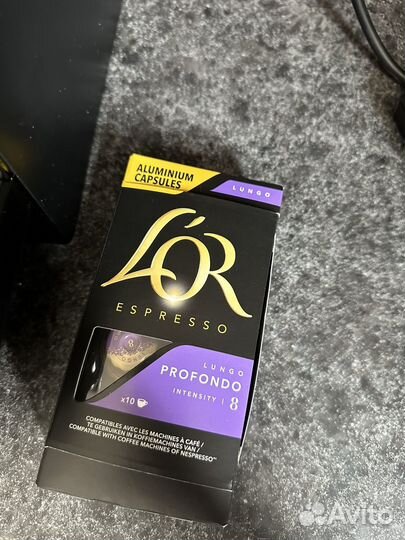 ALUMINIUM
CAPSULES
LUNGO
L'OR
ESPRESSO
LUNGO
PROFONDO
INTENSITY | 8
x10
COMPATIBLES AVEC LES MACHINES À CAFÉ /
TE GEBRUIKEN IN KOFFIEMACHINES VAN /
COMPATIBLE WITH COFFEE MACHINES OF NESPRESSO
Avito